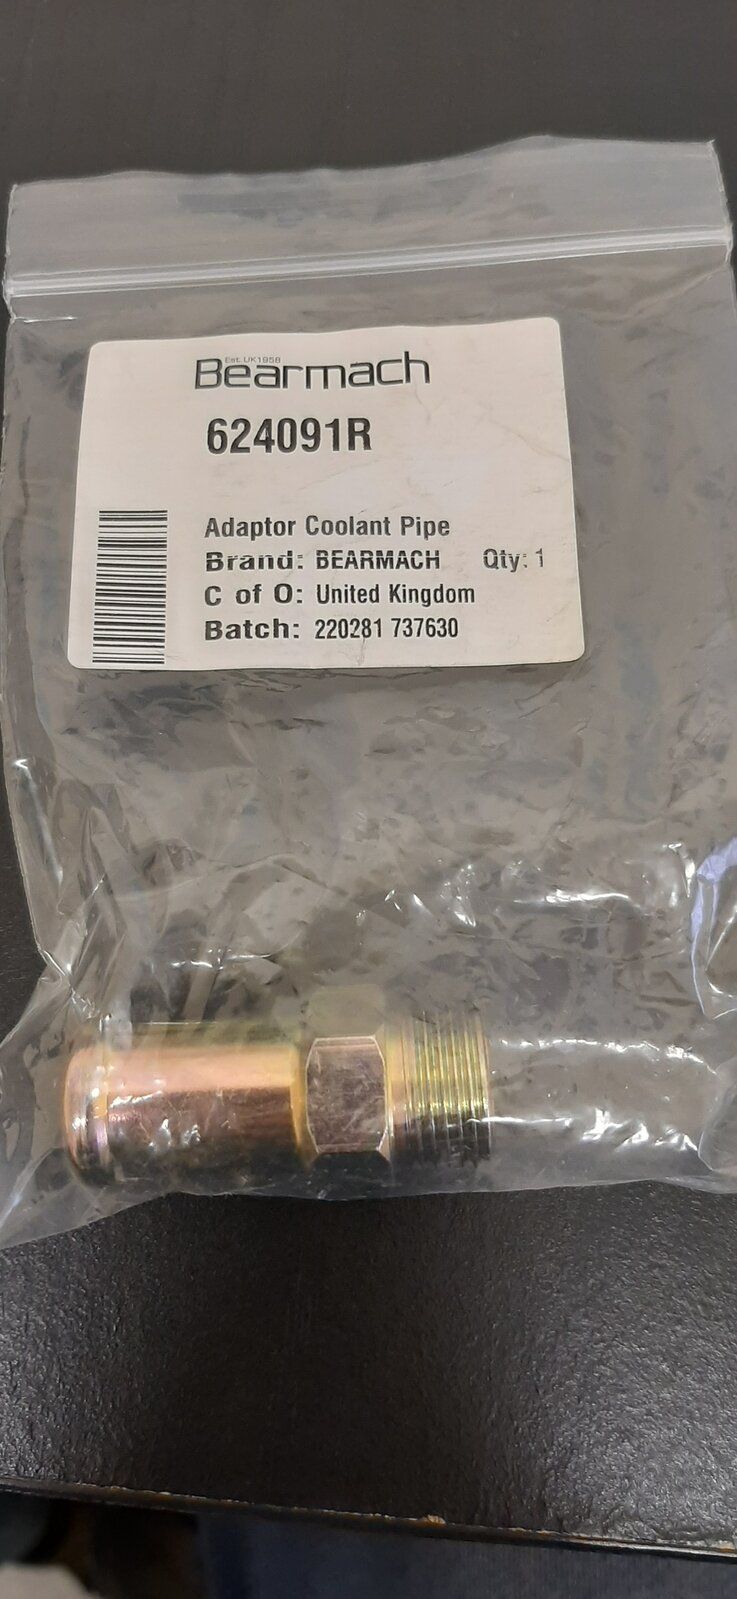 Est. UK1958
Bearmach
624091R
Adaptor Coolant Pipe
Brand: BEARMACH Qty: 1
C of O: United Kingdom
Batch: 220281 737630